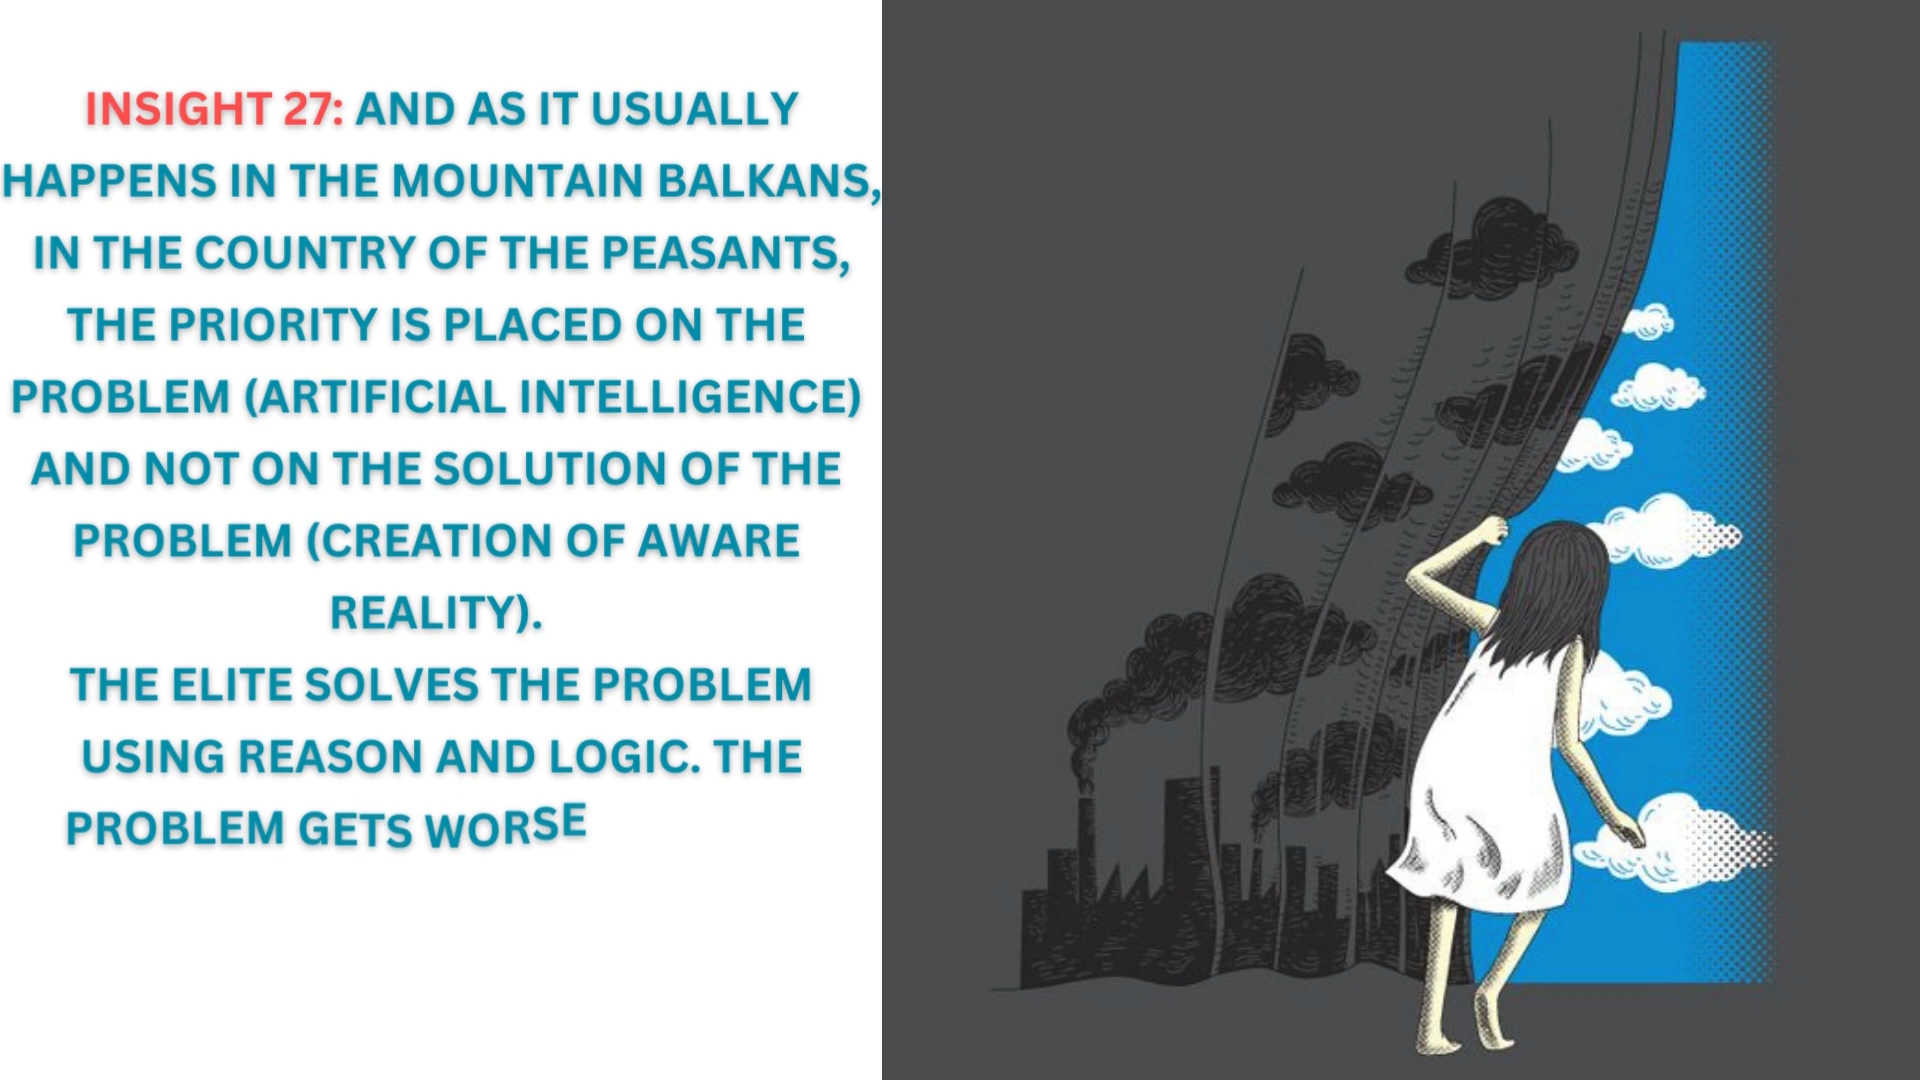 INSIGHT 27: AND AS IT USUALLY
HAPPENS IN THE MOUNTAIN BALKANS,
IN THE COUNTRY OF THE PEASANTS,
THE PRIORITY IS PLACED ON THE
PROBLEM (ARTIFICIAL INTELLIGENCE)
AND NOT ON THE SOLUTION OF THE
PROBLEM (CREATION OF AWARE
REALITY).
THE ELITE SOLVES THE PROBLEM
USING REASON AND LOGIC. THE
PROBLEM GETS WORSE